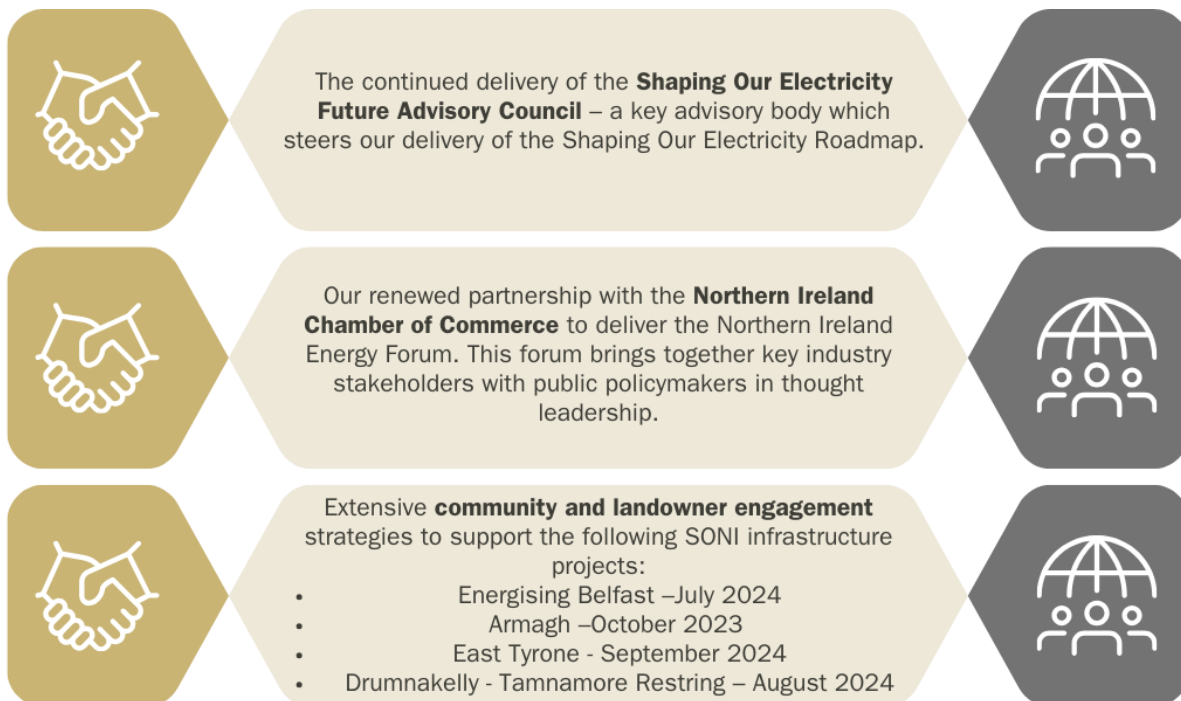 The continued delivery of the Shaping Our Electricity
Future Advisory Council – a key advisory body which
steers our delivery of the Shaping Our Electricity Roadmap.
Our renewed partnership with the Northern Ireland
Chamber of Commerce to deliver the Northern Ireland
Energy Forum. This forum brings together key industry
stakeholders with public policymakers in thought
leadership.
Extensive community and landowner engagement
strategies to support the following SONI infrastructure
projects:
• Energising Belfast –July 2024
• Armagh –October 2023
• East Tyrone - September 2024
• Drumnakelly - Tamnamore Restring – August 2024